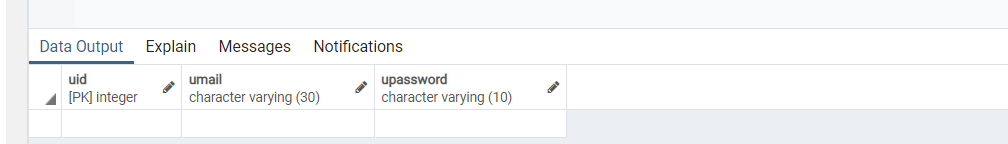 Data Output Explain Messages Notifications
uid umail upassword
[PK] integer character varying (30) character varying (10)